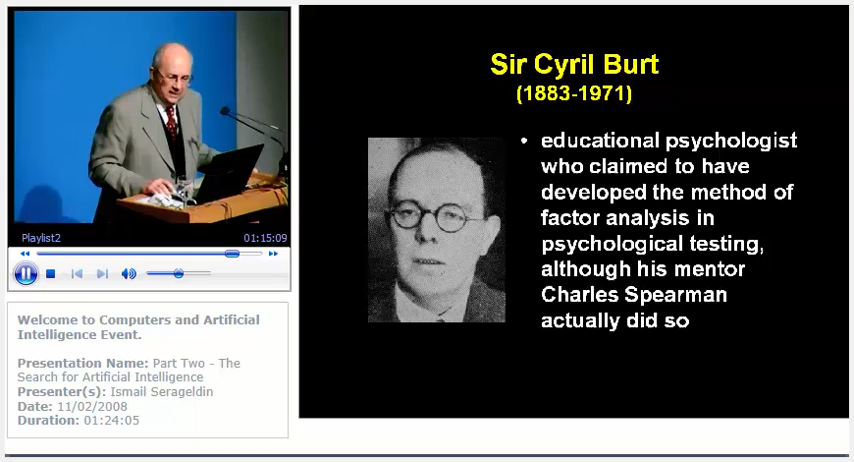 Playlist2 01:15:09
Welcome to Computers and Artificial
Intelligence Event.
Presentation Name: Part Two - The
Search for Artificial Intelligence
Presenter(s): Ismail Serageldin
Date: 11/02/2008
Duration: 01:24:05
Sir Cyril Burt
(1883-1971)
• educational psychologist
who claimed to have
developed the method of
factor analysis in
psychological testing,
although his mentor
Charles Spearman
actually did so